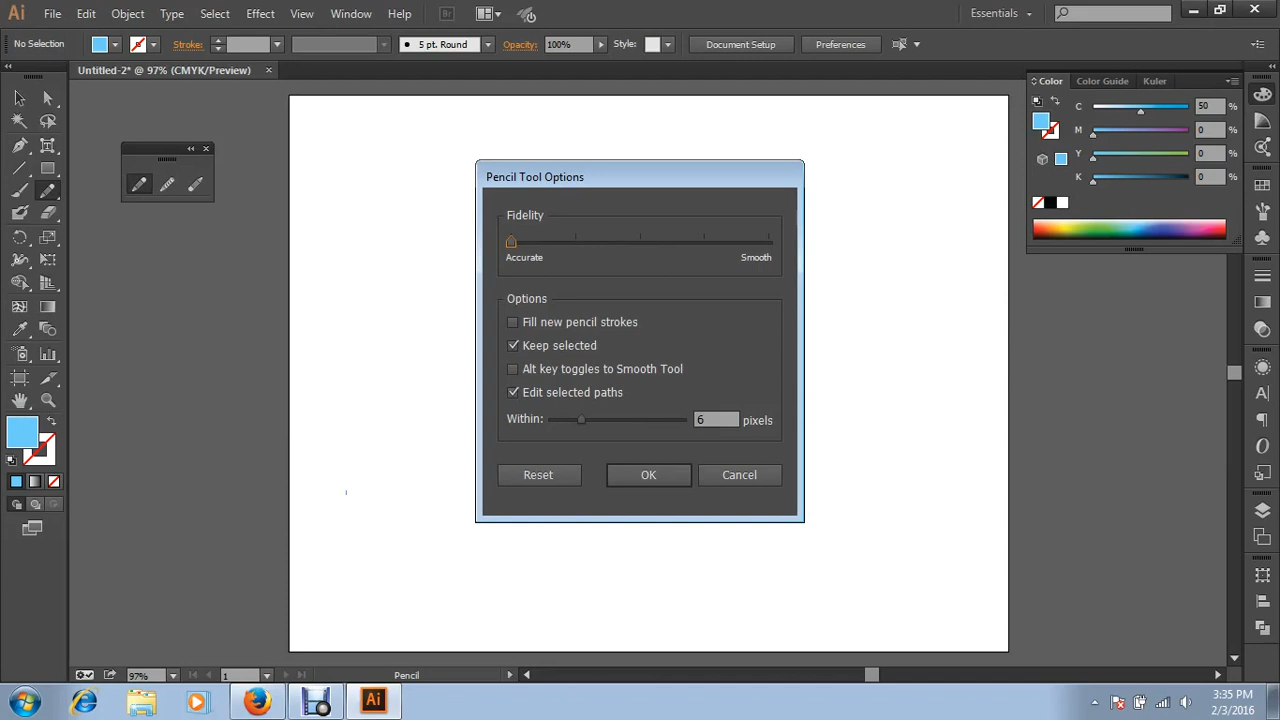 Ai File Edit Object Type Select Effect View Window Help Br Essentials
No Selection Stroke: 5 pt. Round Opacity: 100% Style: Document Setup Preferences
Untitled-2* @ 97% (CMYK/Preview)
Color Color Guide Kuler
C 50 %
M 0 %
Y 0 %
K 0 %
Pencil Tool Options
Fidelity
Accurate Smooth
Options
Fill new pencil strokes
Keep selected
Alt key toggles to Smooth Tool
Edit selected paths
Within: 6 pixels
Reset OK Cancel
97% 1 Pencil
Ai 3:35 PM
2/3/2016